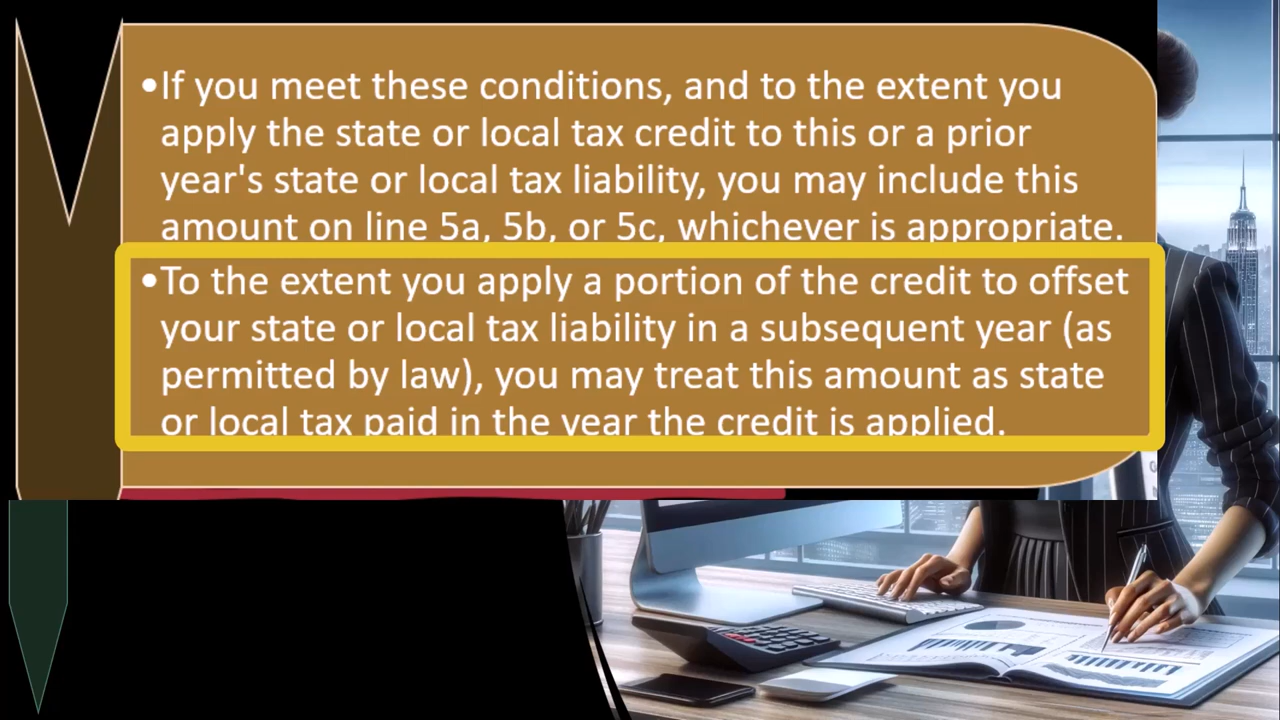 •If you meet these conditions, and to the extent you
apply the state or local tax credit to this or a prior
year's state or local tax liability, you may include this
amount on line 5a, 5b, or 5c, whichever is appropriate.
•To the extent you apply a portion of the credit to offset
your state or local tax liability in a subsequent year (as
permitted by law), you may treat this amount as state
or local tax paid in the year the credit is applied.